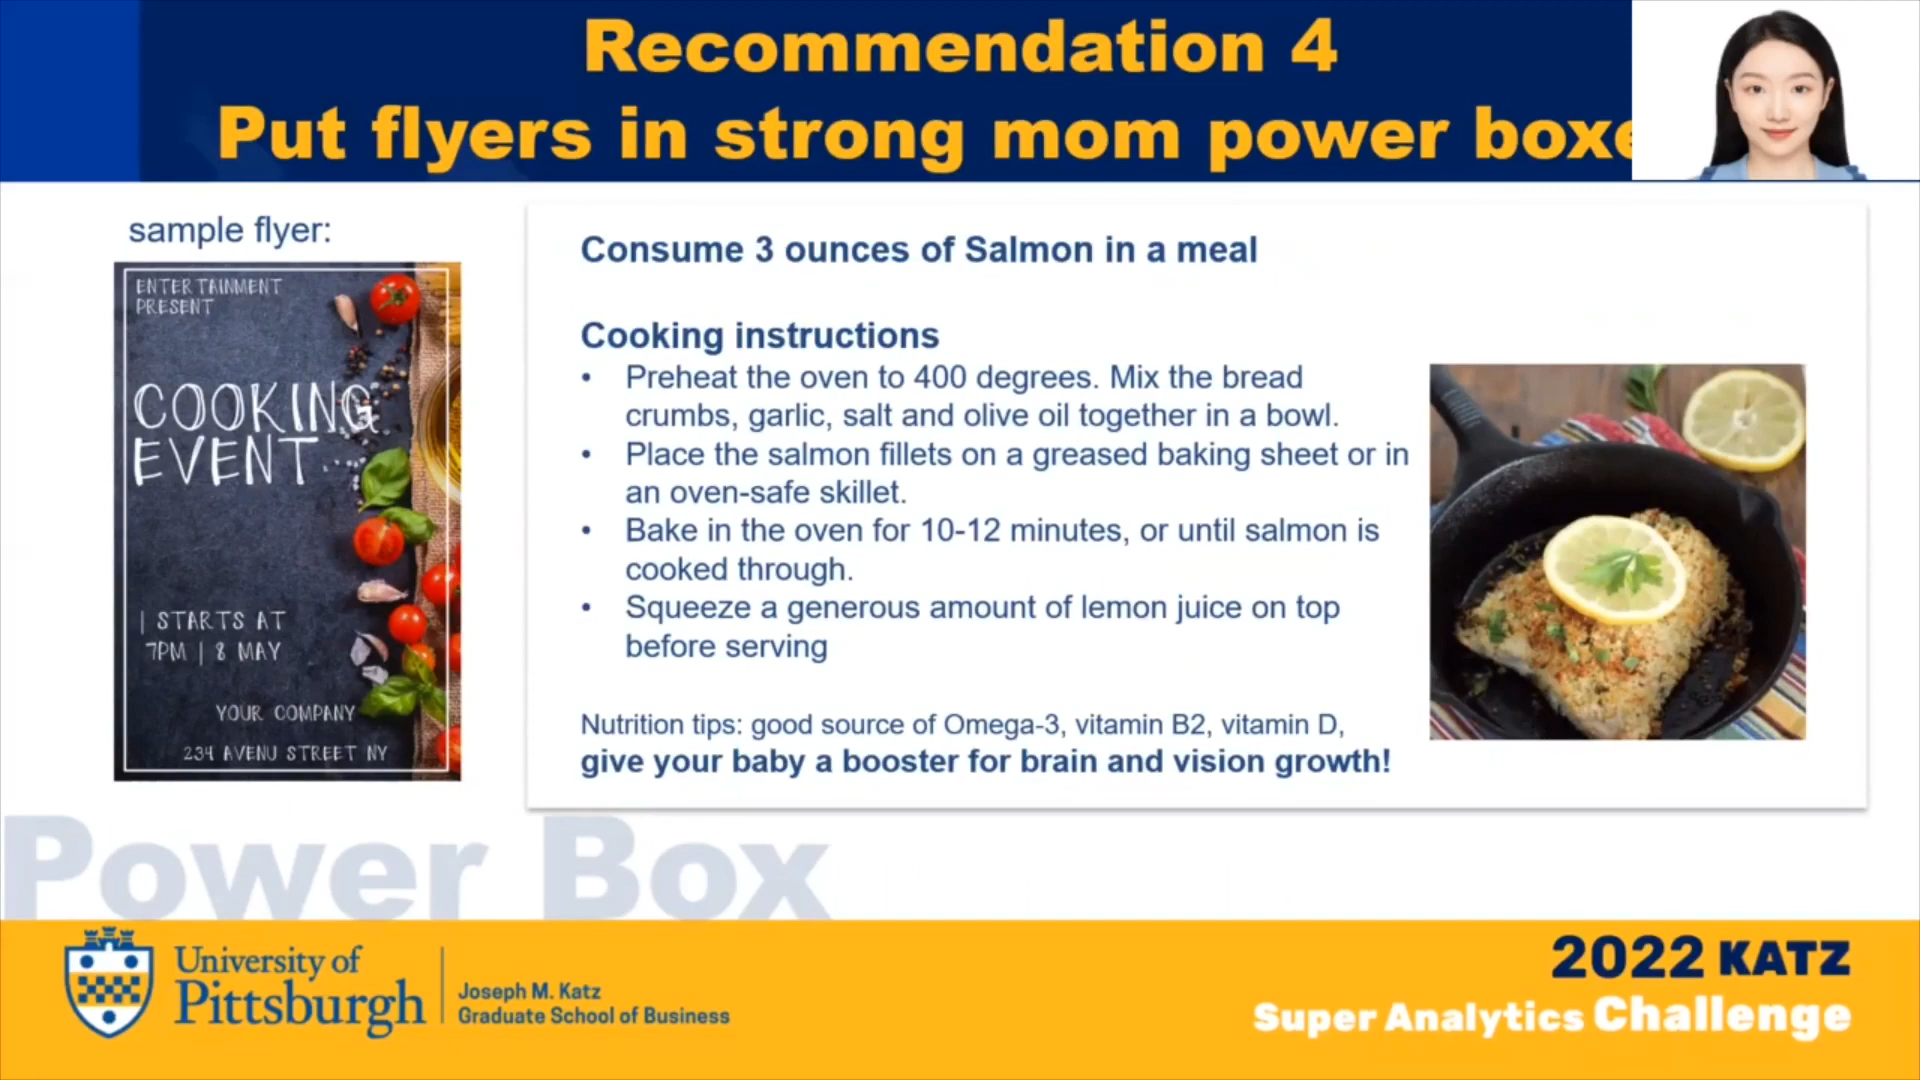 Recommendation 4
Put flyers in strong mom power boxe
sample flyer:
ENTERTAINMENT
PRESENT
COOKING
EVENT
| STARTS AT
7PM | 8 MAY
YOUR COMPANY
234 AVENU STREET NY
Consume 3 ounces of Salmon in a meal
Cooking instructions
• Preheat the oven to 400 degrees. Mix the bread
crumbs, garlic, salt and olive oil together in a bowl.
• Place the salmon fillets on a greased baking sheet or in
an oven-safe skillet.
• Bake in the oven for 10-12 minutes, or until salmon is
cooked through.
• Squeeze a generous amount of lemon juice on top
before serving
Nutrition tips: good source of Omega-3, vitamin B2, vitamin D,
give your baby a booster for brain and vision growth!
Power Box
University of
Pittsburgh
Joseph M. Katz
Graduate School of Business
2022 KATZ
Super Analytics Challenge